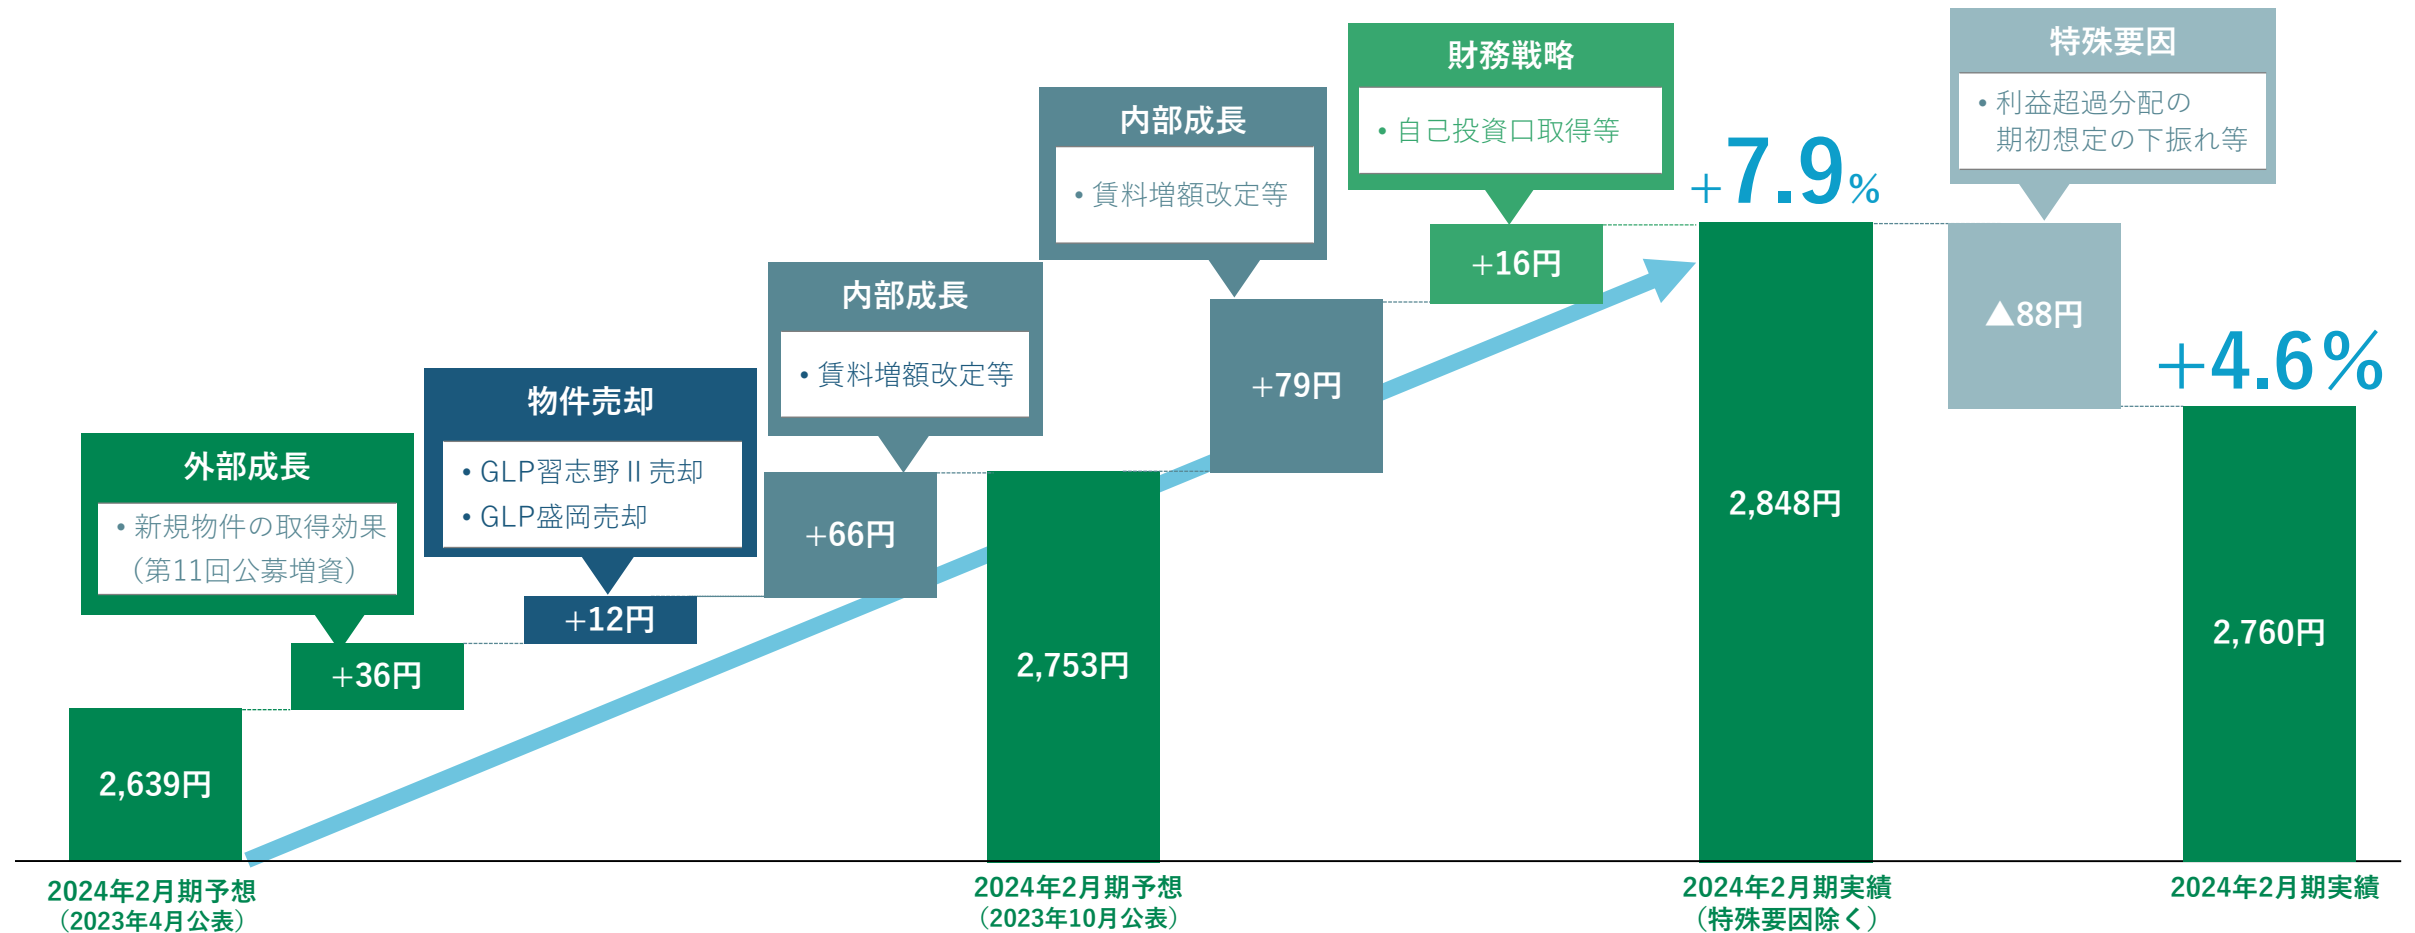 外部成長
・新規物件の取得効果
（第11回公募増資）
+36円
2,639円
2024年2月期予想
（2023年4月公表）
物件売却
・GLP習志野Ⅱ売却
・GLP盛岡売却
+12円
内部成長
・賃料増額改定等
+66円
2,753円
2024年2月期予想
（2023年10月公表）
内部成長
・賃料増額改定等
+79円
財務戦略
・自己投資口取得等
+16円
+7.9%
2,848円
2024年2月期実績
（特殊要因除く）
特殊要因
・利益超過分配の
期初想定の下振れ等
▲88円
+4.6%
2,760円
2024年2月期実績